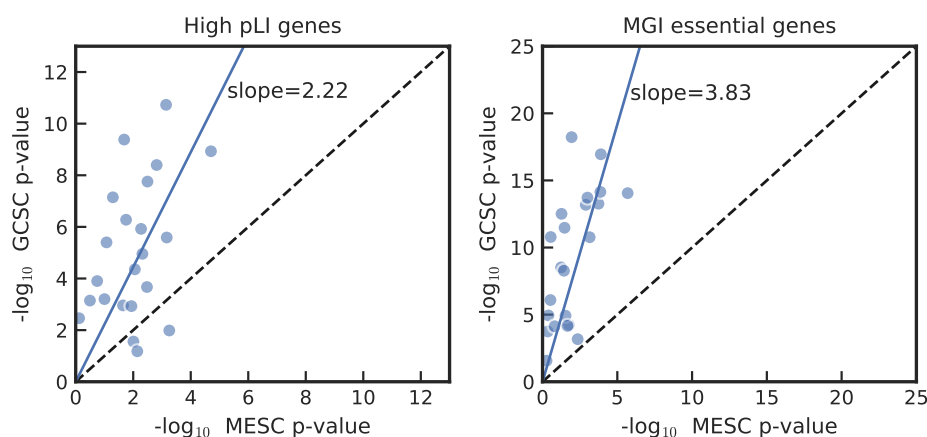 High pLI genes
-log10 GCSC p-value
12
10
8
6
4
2
0
slope=2.22
0 2 4 6 8 10 12
-log10 MESC p-value
MGI essential genes
-log10 GCSC p-value
25
20
15
10
5
0
slope=3.83
0 5 10 15 20 25
-log10 MESC p-value